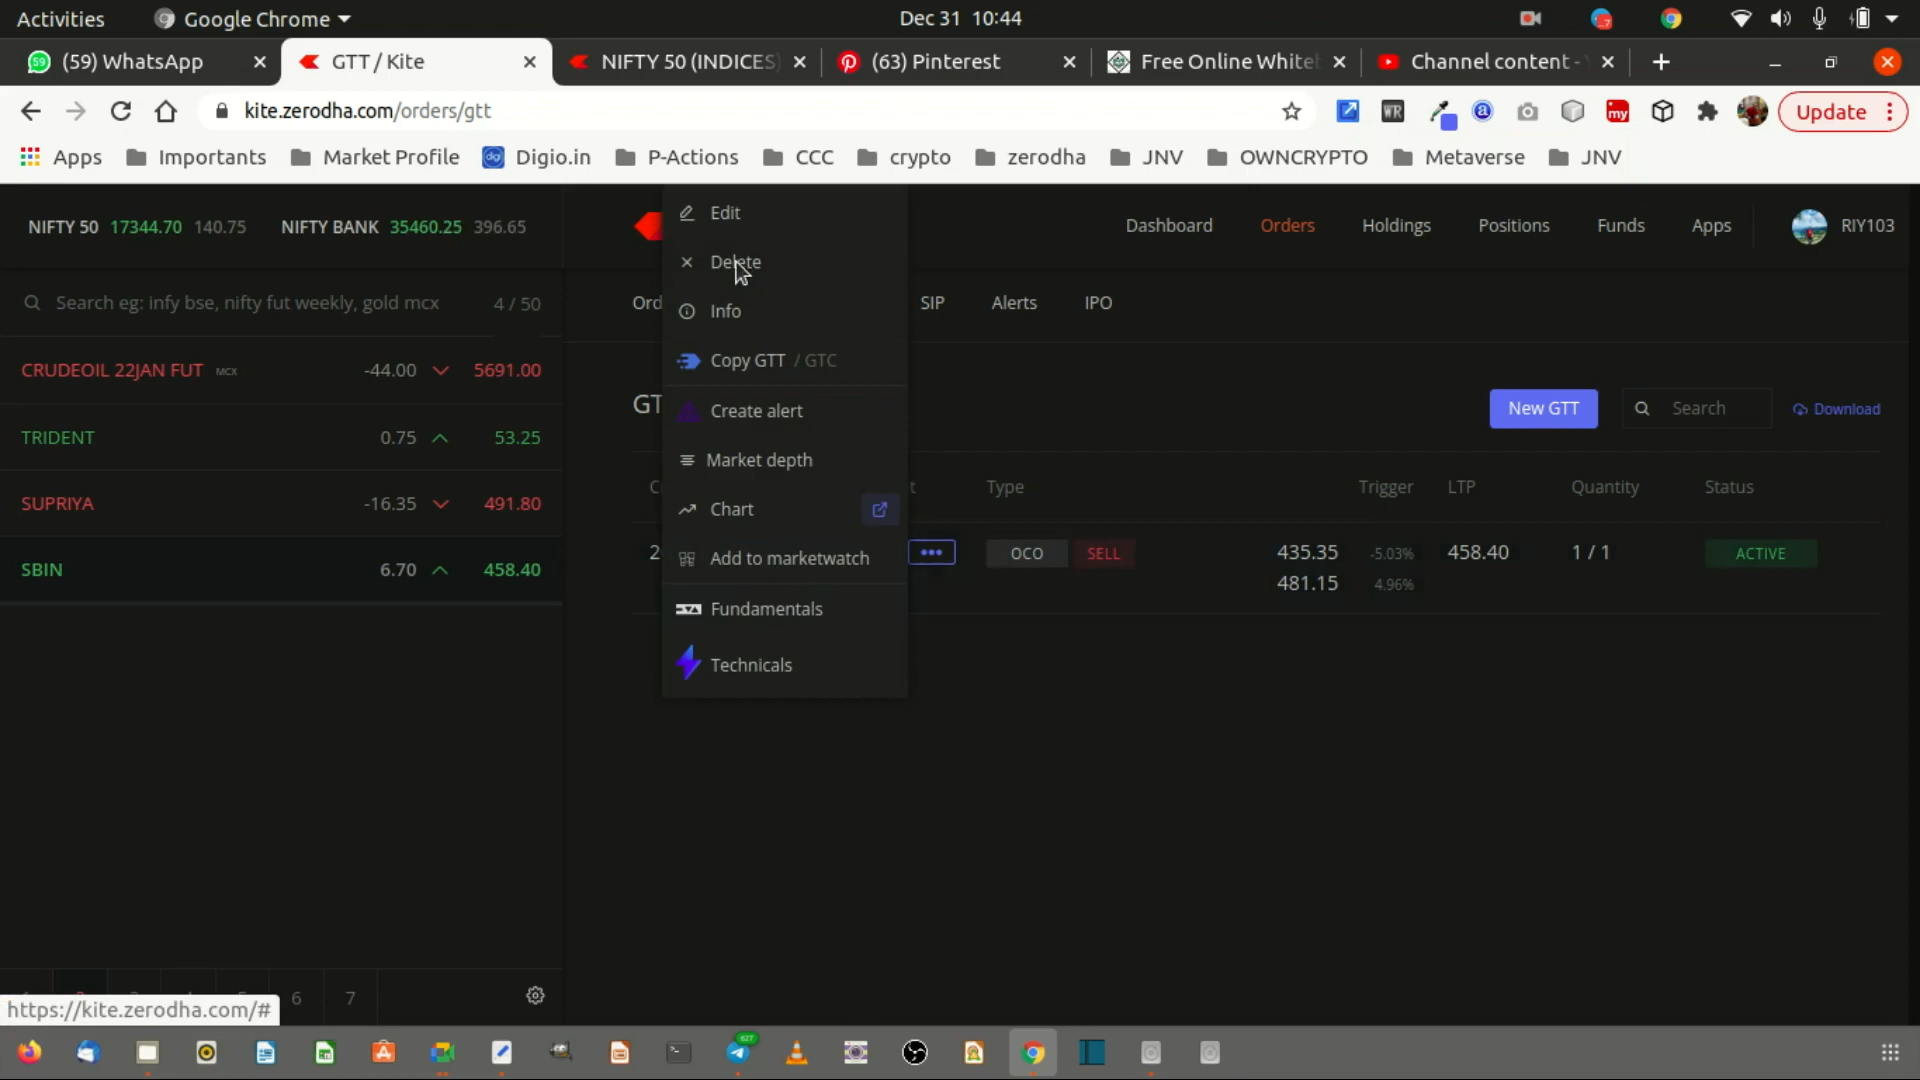 Activities
Google Chrome
Dec 31 10:44
(59) WhatsApp
GTT / Kite
NIFTY 50 (INDICES)
(63) Pinterest
Free Online White
Channel content -
kite.zerodha.com/orders/gtt
Update
Apps
Importants
Market Profile
Digio.in
P-Actions
CCC
crypto
zerodha
JNV
OWNCRYPTO
Metaverse
JNV
NIFTY 50 17344.70 140.75
NIFTY BANK 35460.25 396.65
Edit
Delete
Info
Copy GTT / GTC
Create alert
Market depth
Chart
Add to marketwatch
Fundamentals
Technicals
Dashboard
Orders
Holdings
Positions
Funds
Apps
RIY103
Search eg: infy bse, nifty fut weekly, gold mcx 4 / 50
SIP
Alerts
IPO
CRUDEOIL 22JAN FUT MCX -44.00 5691.00
TRIDENT 0.75 53.25
SUPRIYA -16.35 491.80
SBIN 6.70 458.40
New GTT
Search
Download
Type Trigger LTP Quantity Status
OCO SELL 435.35 -5.03% 458.40 1 / 1 ACTIVE
481.15 4.96%
6 7
https://kite.zerodha.com/#